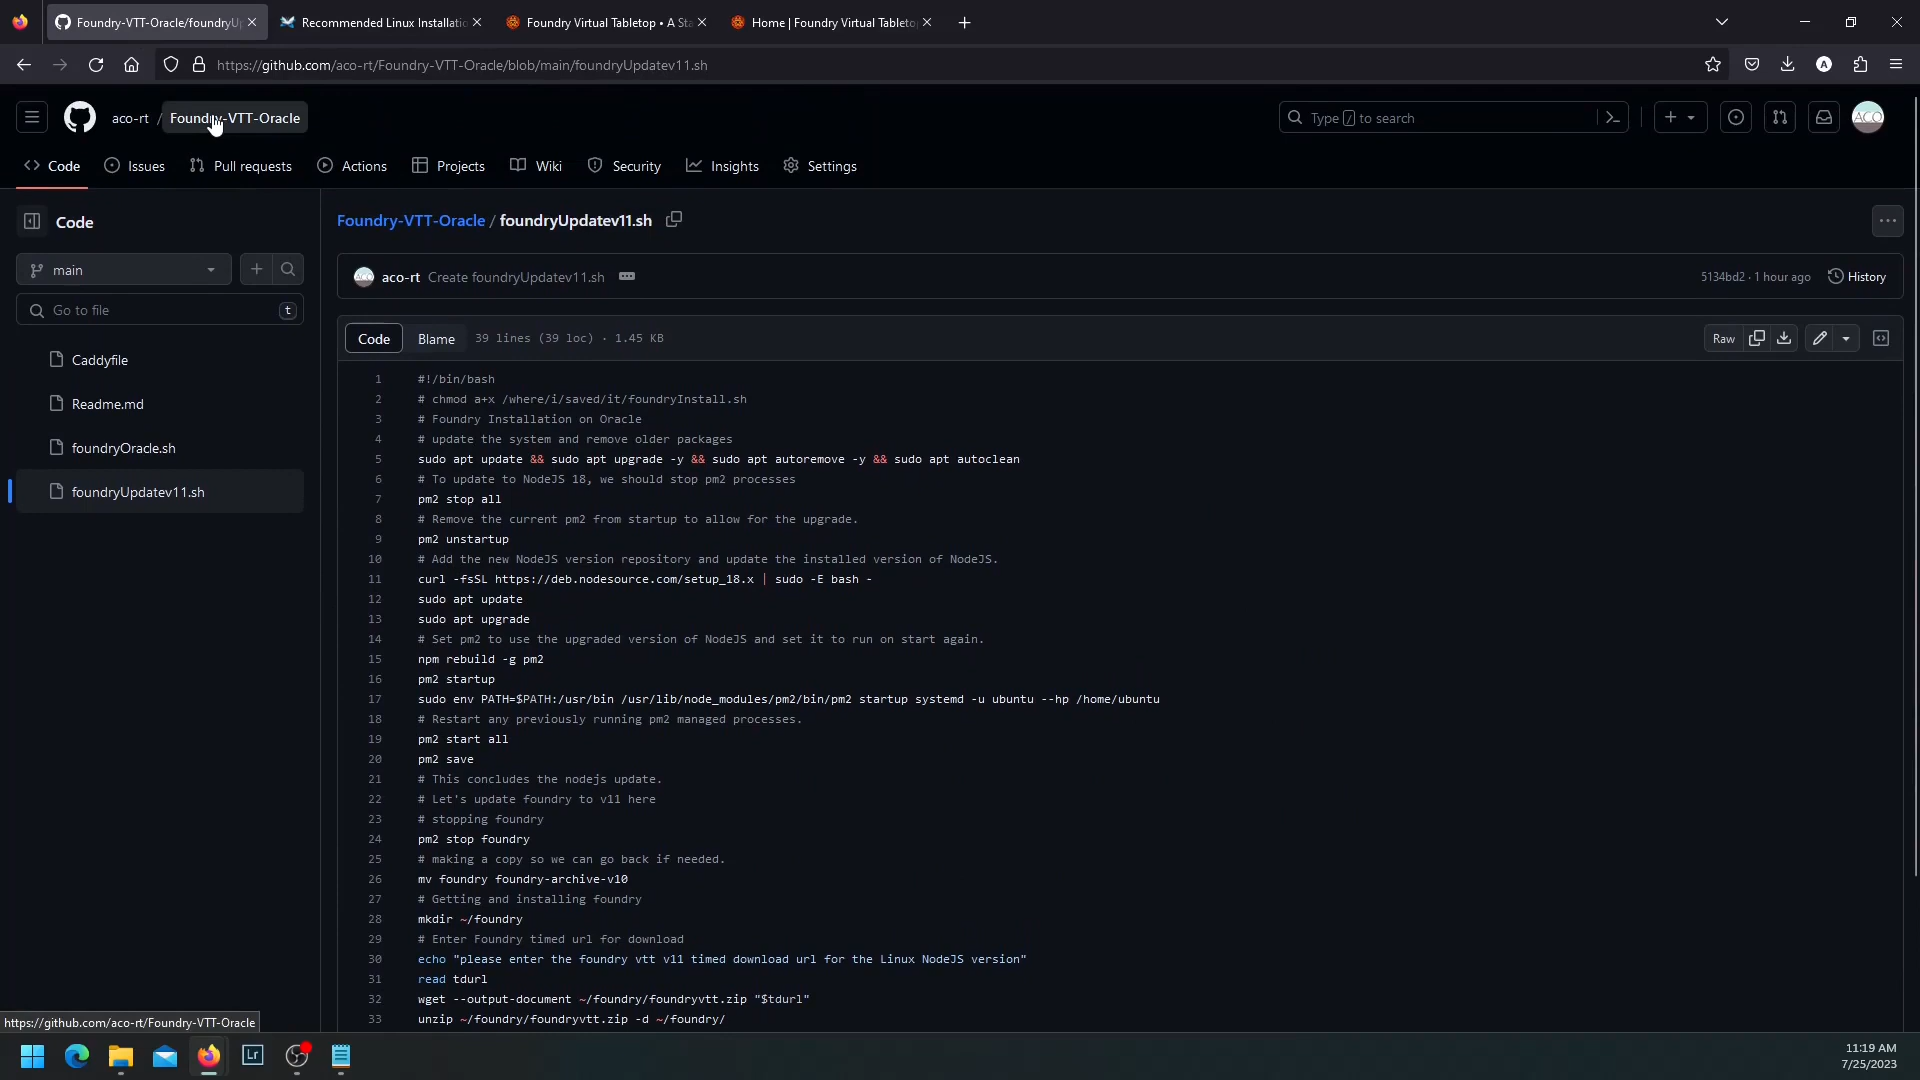 Foundry-VTT-Oracle/foundryUp
Recommended Linux Installatio
Foundry Virtual Tabletop • A Sta
Home | Foundry Virtual Tableto
https://github.com/aco-rt/Foundry-VTT-Oracle/blob/main/foundryUpdatev11.sh
A
aco-rt / Foundry-VTT-Oracle
Type / to search
ACO
Code
Issues
Pull requests
Actions
Projects
Wiki
Security
Insights
Settings
Code
main
Go to file
t
Caddyfile
Readme.md
foundryOracle.sh
foundryUpdatev11.sh
Foundry-VTT-Oracle / foundryUpdatev11.sh
ACO aco-rt Create foundryUpdatev11.sh
5134bd2 · 1 hour ago
History
Code
Blame
39 lines (39 loc) · 1.45 KB
Raw
1 #!/bin/bash
2 # chmod a+x /where/i/saved/it/foundryInstall.sh
3 # Foundry Installation on Oracle
4 # update the system and remove older packages
5 sudo apt update && sudo apt upgrade -y && sudo apt autoremove -y && sudo apt autoclean
6 # To update to NodeJS 18, we should stop pm2 processes
7 pm2 stop all
8 # Remove the current pm2 from startup to allow for the upgrade.
9 pm2 unstartup
10 # Add the new NodeJS version repository and update the installed version of NodeJS.
11 curl -fsSL https://deb.nodesource.com/setup_18.x | sudo -E bash -
12 sudo apt update
13 sudo apt upgrade
14 # Set pm2 to use the upgraded version of NodeJS and set it to run on start again.
15 npm rebuild -g pm2
16 pm2 startup
17 sudo env PATH=$PATH:/usr/bin /usr/lib/node_modules/pm2/bin/pm2 startup systemd -u ubuntu --hp /home/ubuntu
18 # Restart any previously running pm2 managed processes.
19 pm2 start all
20 pm2 save
21 # This concludes the nodejs update.
22 # Let's update foundry to v11 here
23 # stopping foundry
24 pm2 stop foundry
25 # making a copy so we can go back if needed.
26 mv foundry foundry-archive-v10
27 # Getting and installing foundry
28 mkdir ~/foundry
29 # Enter Foundry timed url for download
30 echo "please enter the foundry vtt v11 timed download url for the Linux NodeJS version"
31 read tdurl
32 wget --output-document ~/foundry/foundryvtt.zip "$tdurl"
33 unzip ~/foundry/foundryvtt.zip -d ~/foundry/
https://github.com/aco-rt/Foundry-VTT-Oracle
Lr
11:19 AM
7/25/2023